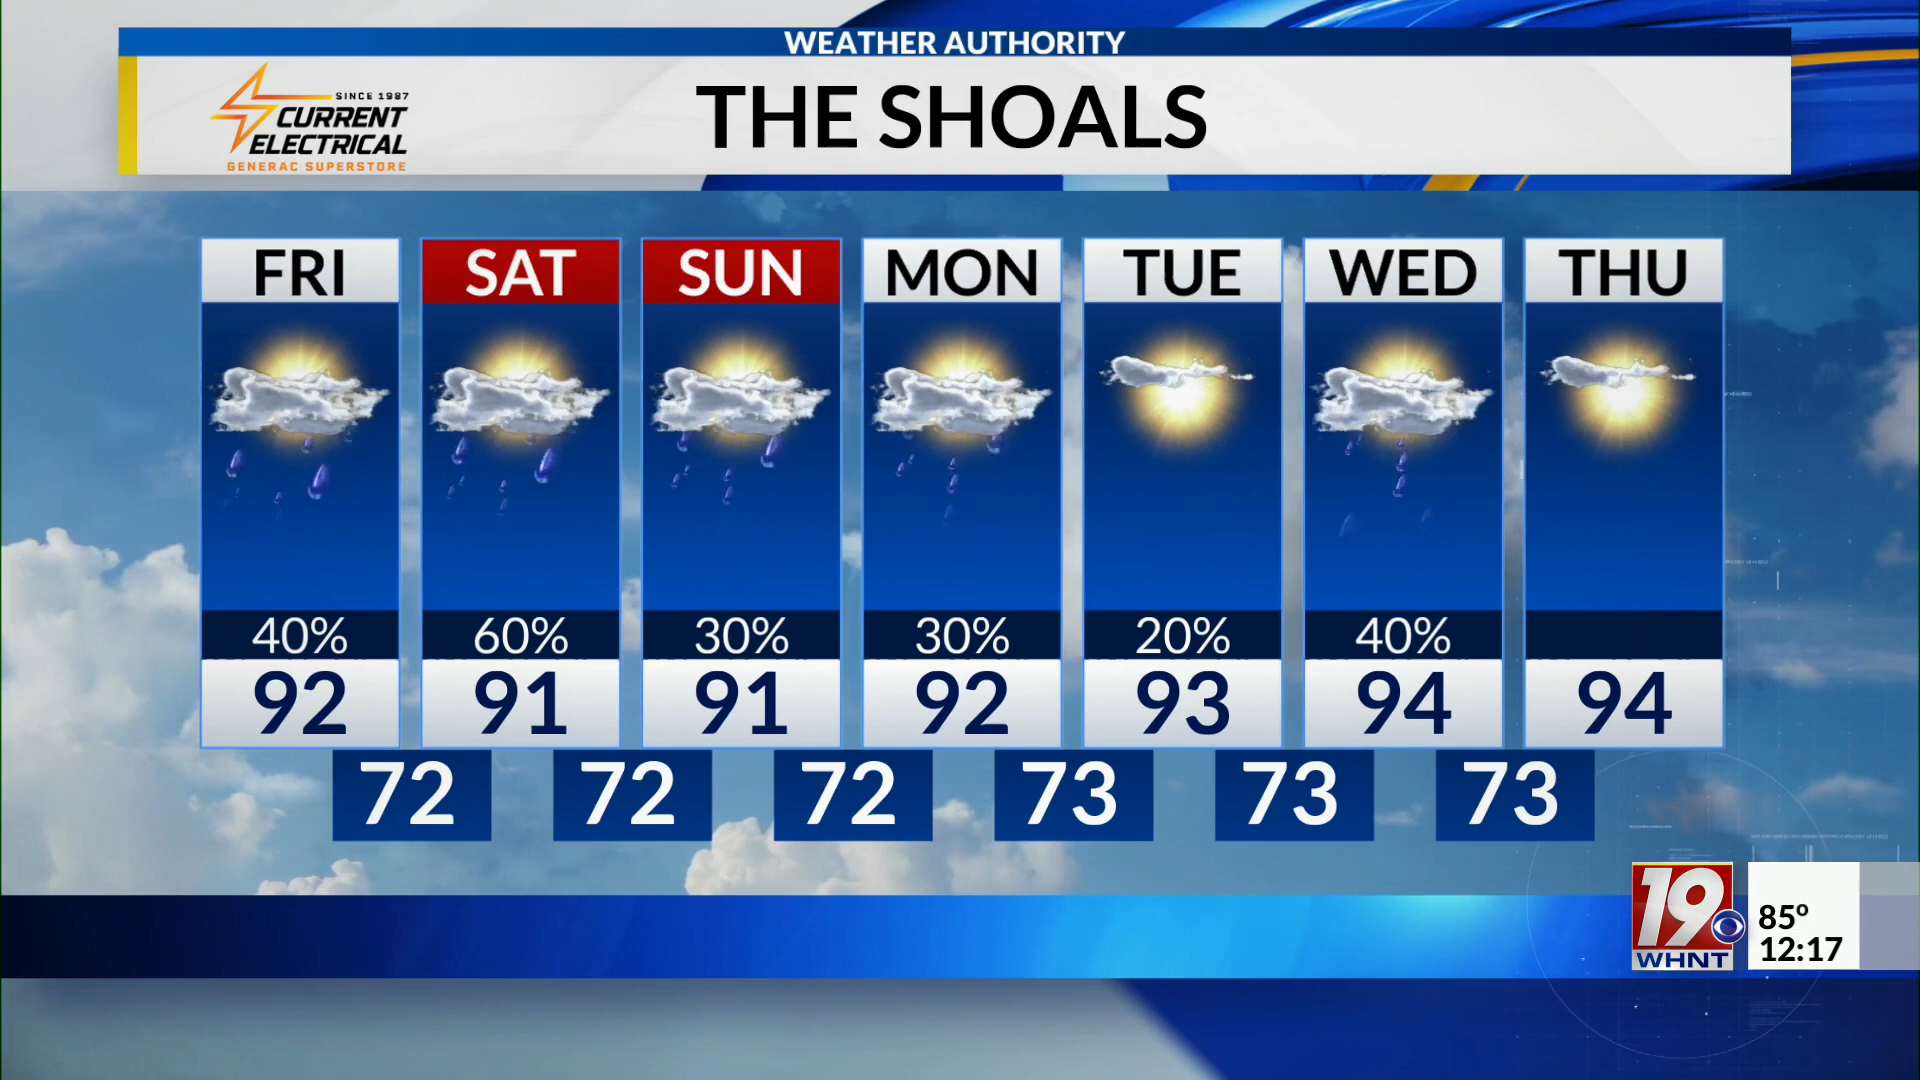 WEATHER AUTHORITY
SINCE 1987
CURRENT
ELECTRICAL
GENERAC SUPERSTORE
THE SHOALS
FRI SAT SUN MON TUE WED THU
40% 60% 30% 30% 20% 40%
92 91 91 92 93 94 94
72 72 72 73 73 73
19
WHNT
85º
12:17